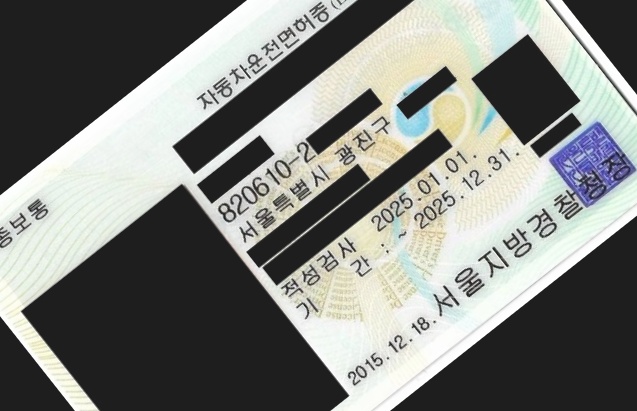 자동차운전면허증
종보통
820610-2
서울특별시 광진구
적성검사 2025.01.01.
기 간 : ~ 2025.12.31.
2015.12.18. 서울지방경찰청장